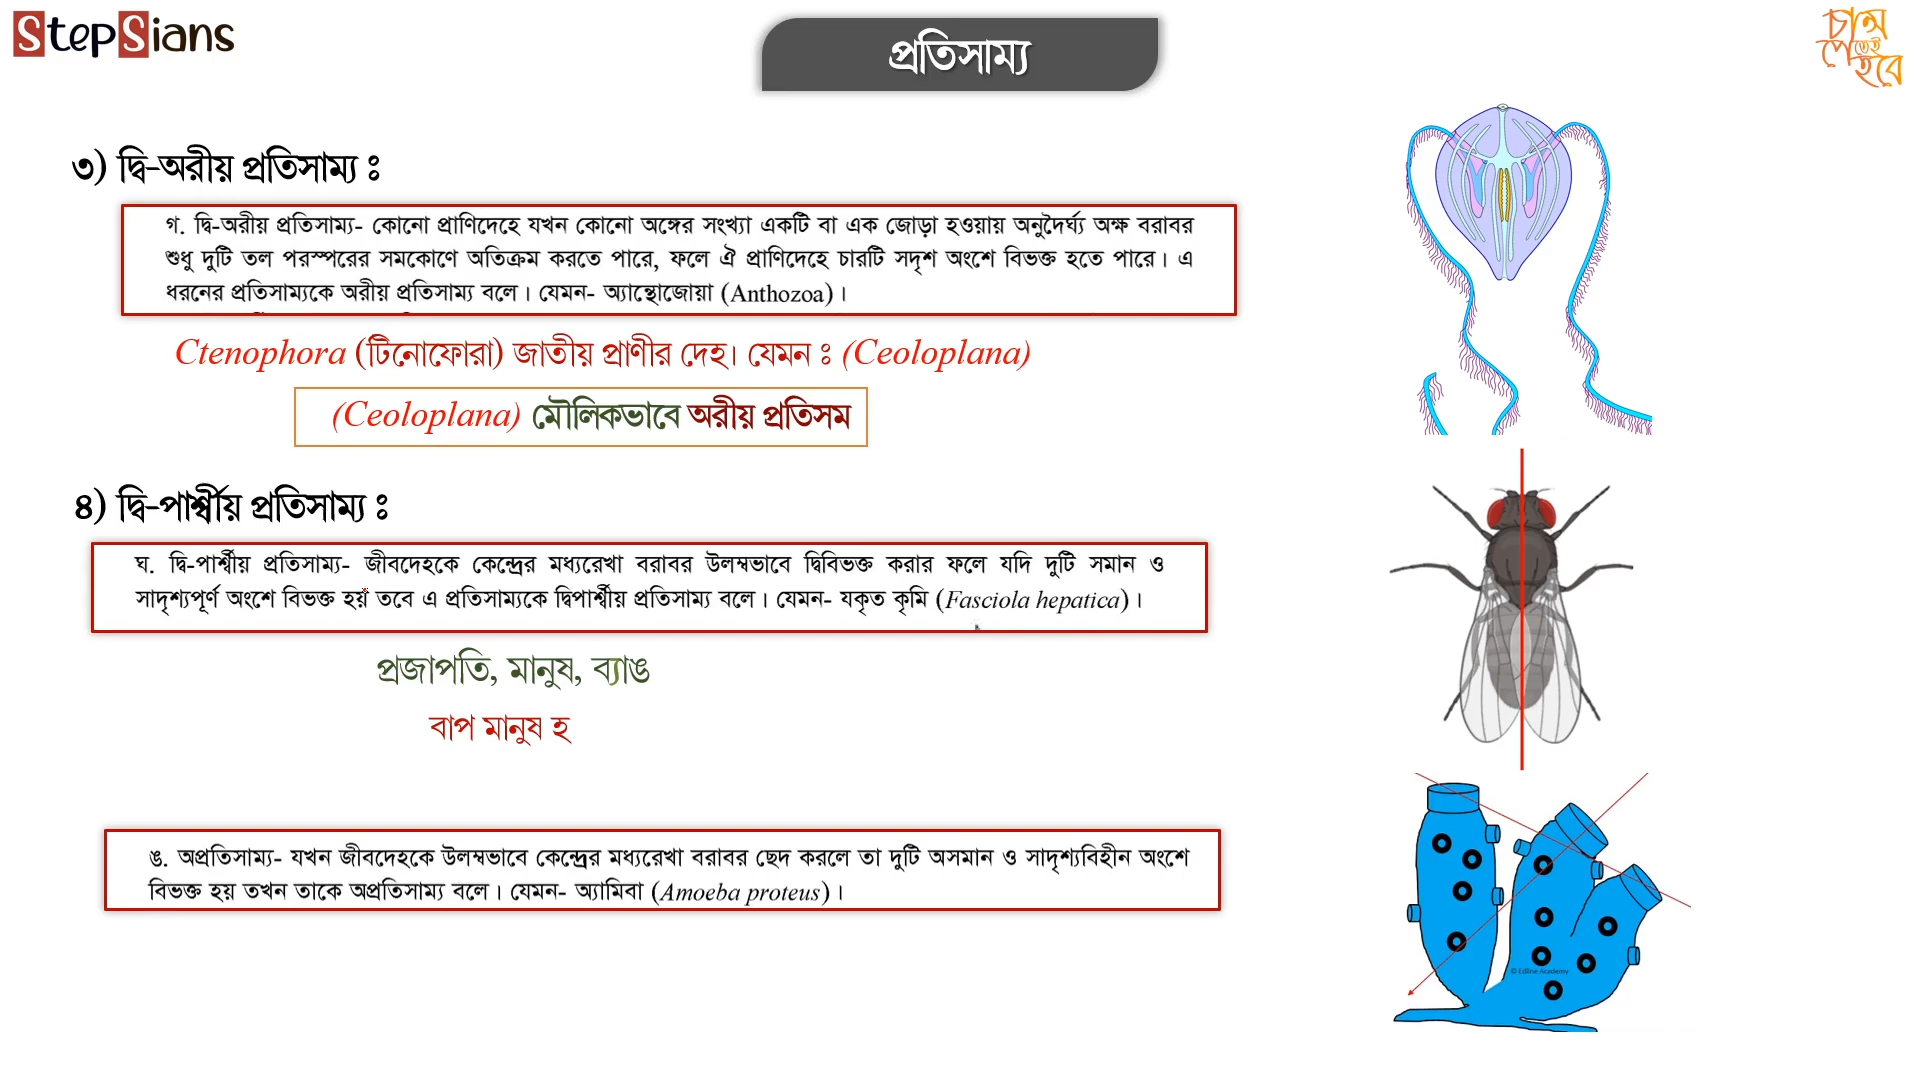 StepSians
প্রতিসাম্য
চান্স
পেতেই
হবে
৩) দ্বি-অরীয় প্রতিসাম্য ঃ
গ. দ্বি-অরীয় প্রতিসাম্য- কোনো প্রাণিদেহে যখন কোনো অঙ্গের সংখ্যা একটি বা এক জোড়া হওয়ায় অনুদৈর্ঘ্য অক্ষ বরাবর
শুধু দুটি তল পরস্পরের সমকোণে অতিক্রম করতে পারে, ফলে ঐ প্রাণিদেহে চারটি সদৃশ অংশে বিভক্ত হতে পারে। এ
ধরনের প্রতিসাম্যকে অরীয় প্রতিসাম্য বলে। যেমন- অ্যান্থোজোয়া (Anthozoa)।
Ctenophora (টিনোফোরা) জাতীয় প্রাণীর দেহ। যেমন ঃ (Ceoloplana)
(Ceoloplana) মৌলিকভাবে অরীয় প্রতিসম
৪) দ্বি-পার্শ্বীয় প্রতিসাম্য ঃ
ঘ. দ্বি-পার্শ্বীয় প্রতিসাম্য- জীবদেহকে কেন্দ্রের মধ্যরেখা বরাবর উলম্বভাবে দ্বিবিভক্ত করার ফলে যদি দুটি সমান ও
সাদৃশ্যপূর্ণ অংশে বিভক্ত হয় তবে এ প্রতিসাম্যকে দ্বিপার্শ্বীয় প্রতিসাম্য বলে। যেমন- যকৃত কৃমি (Fasciola hepatica)।
প্রজাপতি, মানুষ, ব্যাঙ
বাপ মানুষ হ
ঙ. অপ্রতিসাম্য- যখন জীবদেহকে উলম্বভাবে কেন্দ্রের মধ্যরেখা বরাবর ছেদ করলে তা দুটি অসমান ও সাদৃশ্যবিহীন অংশে
বিভক্ত হয় তখন তাকে অপ্রতিসাম্য বলে। যেমন- অ্যামিবা (Amoeba proteus)।
© EdBine Academy